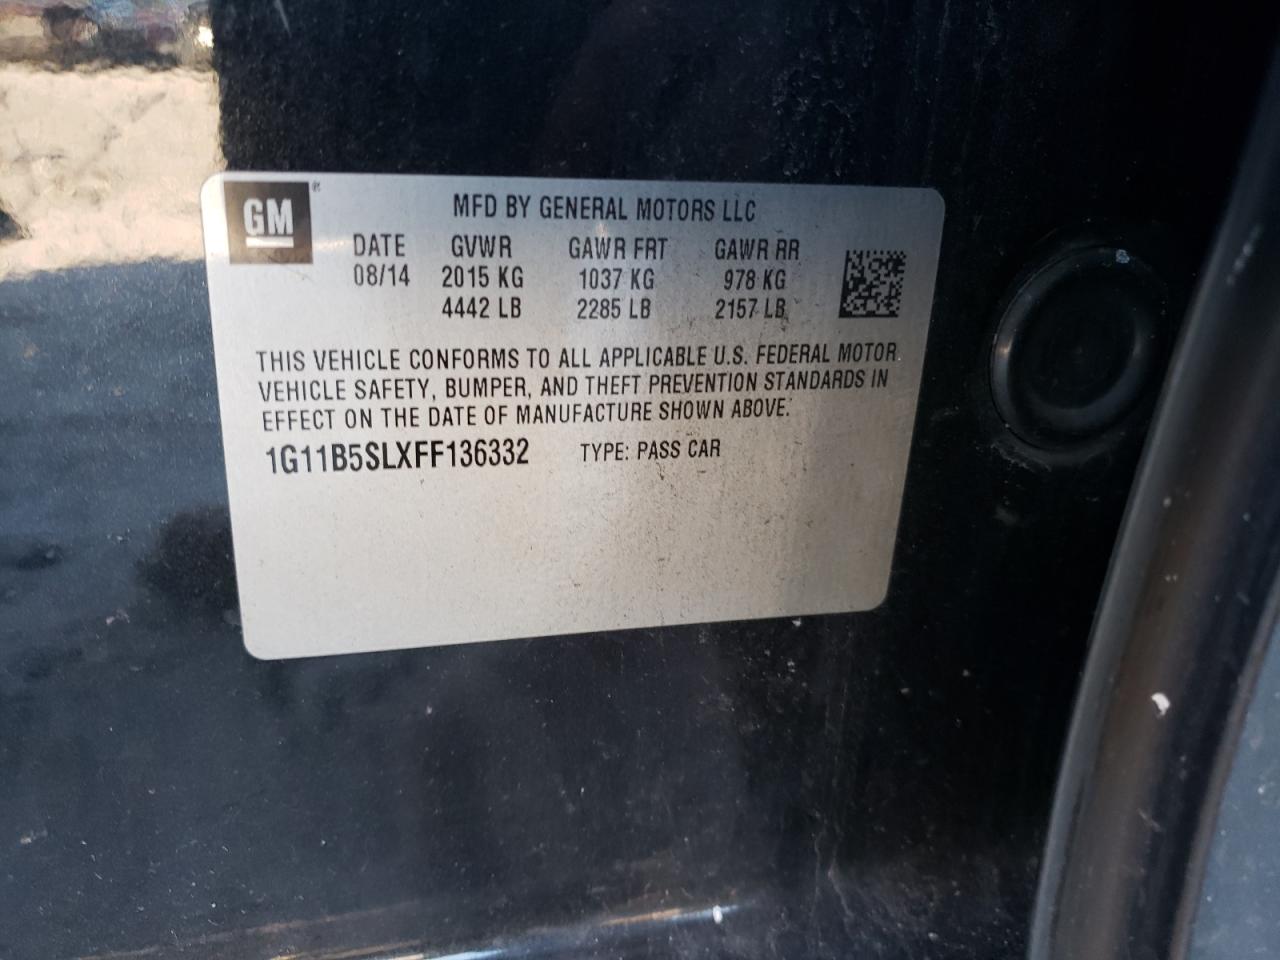 GM®
MFD BY GENERAL MOTORS LLC
DATE GVWR GAWR FRT GAWR RR
08/14 2015 KG 1037 KG 978 KG
4442 LB 2285 LB 2157 LB
THIS VEHICLE CONFORMS TO ALL APPLICABLE U.S. FEDERAL MOTOR
VEHICLE SAFETY, BUMPER, AND THEFT PREVENTION STANDARDS IN
EFFECT ON THE DATE OF MANUFACTURE SHOWN ABOVE.
1G11B5SLXFF136332 TYPE: PASS CAR